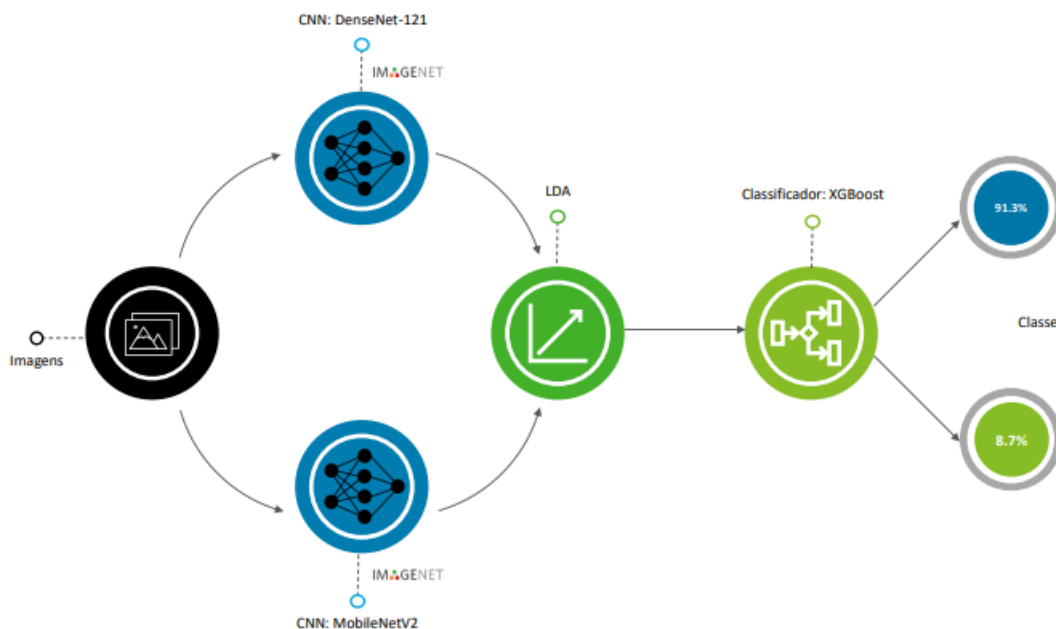 CNN: DenseNet-121
IMAGENET
LDA
Classificador: XGBoost
91.3%
Imagens
Classe
8.7%
IMAGENET
CNN: MobileNetV2